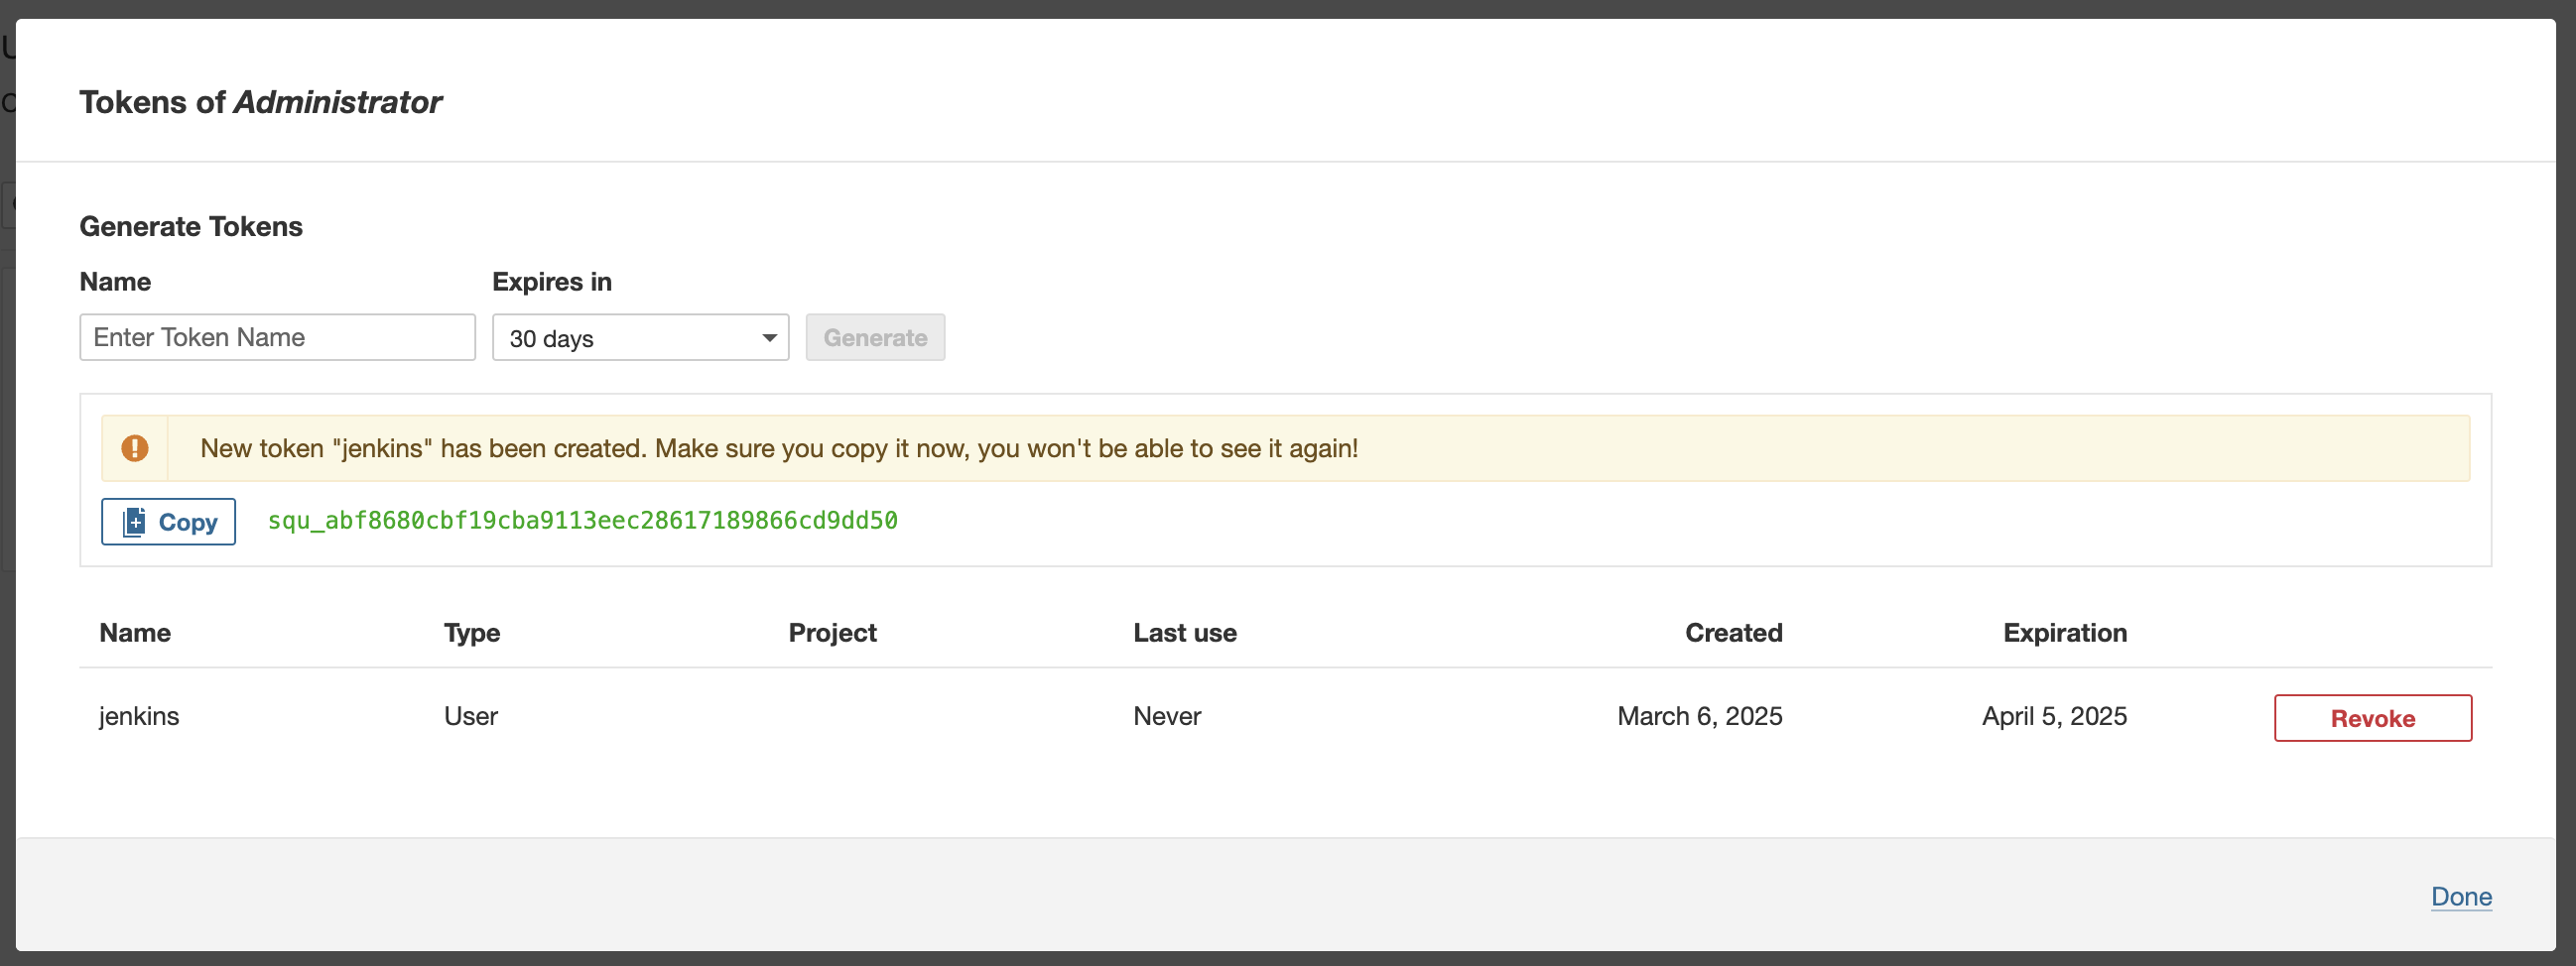 Tokens of Administrator
Generate Tokens
Name Expires in
Enter Token Name 30 days Generate
New token "jenkins" has been created. Make sure you copy it now, you won't be able to see it again!
Copy squ_abf8680cbf19cba9113eec28617189866cd9dd50
Name Type Project Last use Created Expiration
jenkins User Never March 6, 2025 April 5, 2025 Revoke
Done